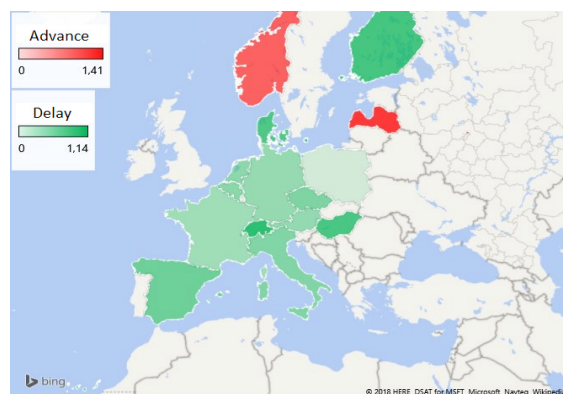 Advance
0 1,41
Delay
0 1,14
bing
© 2018 HERE, DSAT for MSFT, Microsoft, Navteq, Wikipedia